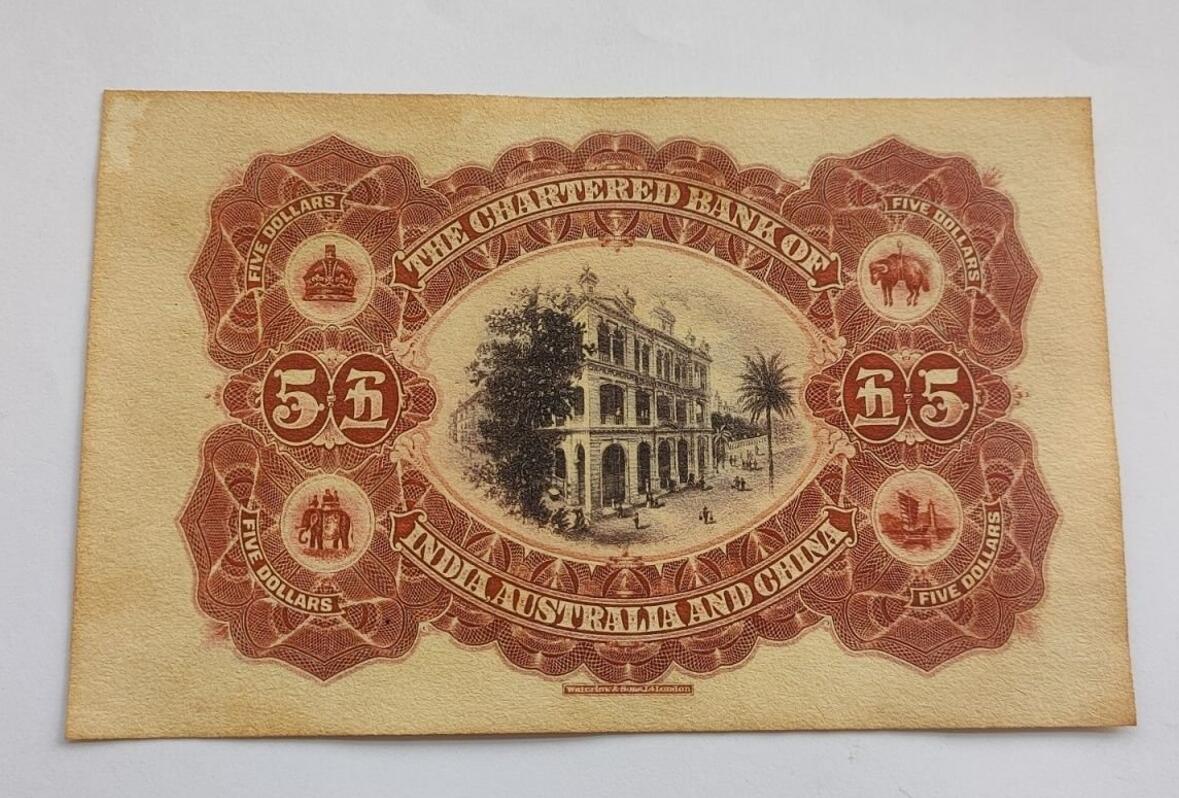 THE CHARTERED BANK OF
FIVE DOLLARS
FIVE DOLLARS
5
5
FIVE DOLLARS
FIVE DOLLARS
INDIA, AUSTRALIA AND CHINA
Waterlow & Sons Ld London